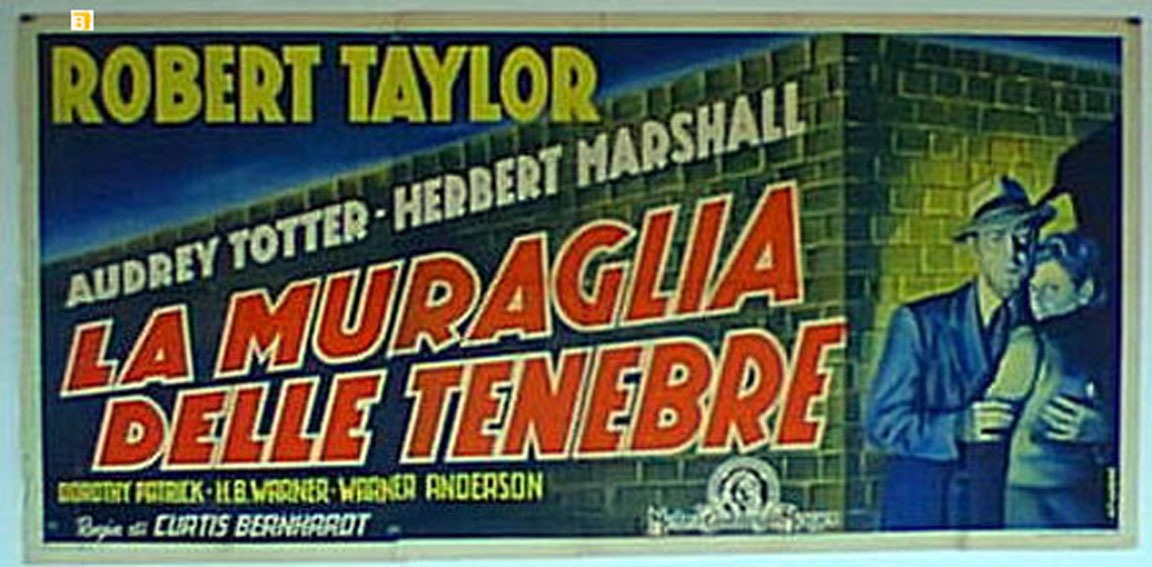 ROBERT TAYLOR
AUDREY TOTTER - HERBERT MARSHALL
LA MURAGLIA
DELLE TENEBRE
DOROTHY PATRICK · H.B. WARNER · WARNER ANDERSON
Regia di CURTIS BERNHARDT